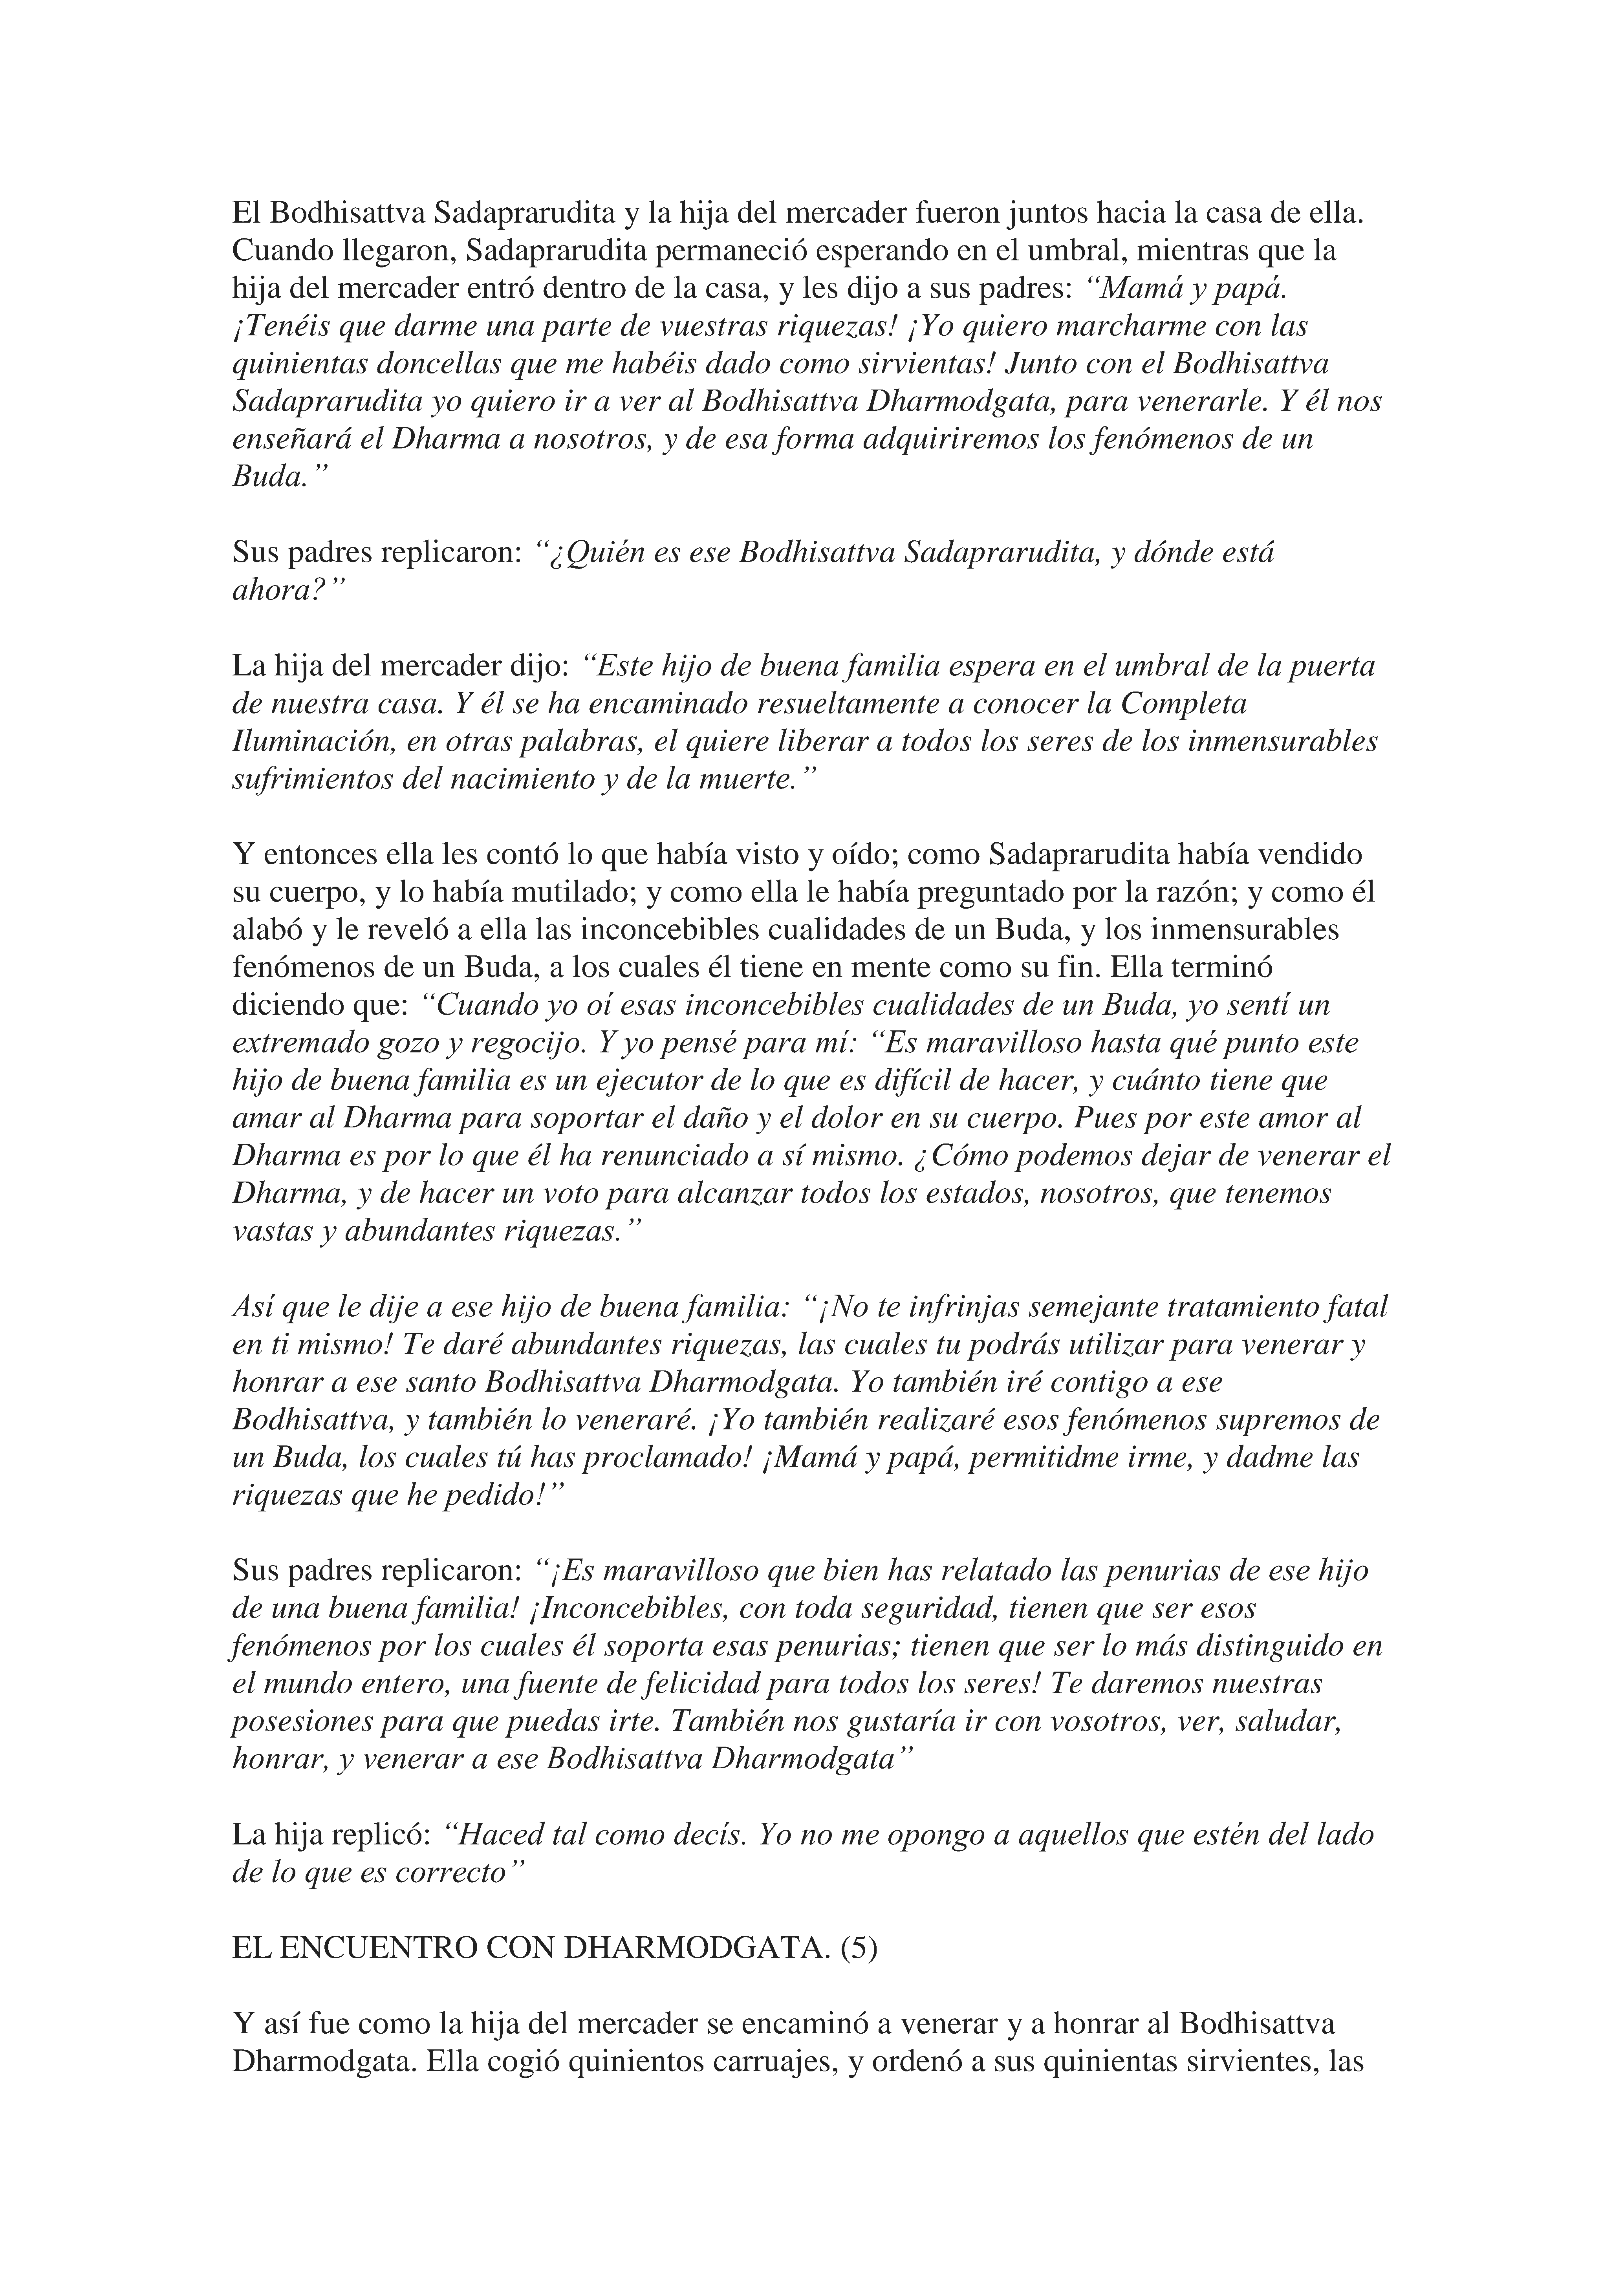 El Bodhisattva Sadaprarudita y la hija del mercader fueron juntos hacia la casa de ella.
Cuando llegaron, Sadaprarudita permaneció esperando en el umbral, mientras que la
hija del mercader entró dentro de la casa, y les dijo a sus padres: “Mamá y papá.
¡Tenéis que darme una parte de vuestras riquezas! ¡Yo quiero marcharme con las
quinientas doncellas que me habéis dado como sirvientas! Junto con el Bodhisattva
Sadaprarudita yo quiero ir a ver al Bodhisattva Dharmodgata, para venerarle. Y él nos
enseñará el Dharma a nosotros, y de esa forma adquiriremos los fenómenos de un
Buda.”
Sus padres replicaron: “¿Quién es ese Bodhisattva Sadaprarudita, y dónde está
ahora?”
La hija del mercader dijo: “Este hijo de buena familia espera en el umbral de la puerta
de nuestra casa. Y él se ha encaminado resueltamente a conocer la Completa
Iluminación, en otras palabras, el quiere liberar a todos los seres de los inmensurables
sufrimientos del nacimiento y de la muerte.”
Y entonces ella les contó lo que había visto y oído; como Sadaprarudita había vendido
su cuerpo, y lo había mutilado; y como ella le había preguntado por la razón; y como él
alabó y le reveló a ella las inconcebibles cualidades de un Buda, y los inmensurables
fenómenos de un Buda, a los cuales él tiene en mente como su fin. Ella terminó
diciendo que: “Cuando yo oí esas inconcebibles cualidades de un Buda, yo sentí un
extremado gozo y regocijo. Y yo pensé para mí: “Es maravilloso hasta qué punto este
hijo de buena familia es un ejecutor de lo que es difícil de hacer, y cuánto tiene que
amar al Dharma para soportar el daño y el dolor en su cuerpo. Pues por este amor al
Dharma es por lo que él ha renunciado a sí mismo. ¿Cómo podemos dejar de venerar el
Dharma, y de hacer un voto para alcanzar todos los estados, nosotros, que tenemos
vastas y abundantes riquezas.”
Así que le dije a ese hijo de buena familia: “¡No te infrinjas semejante tratamiento fatal
en ti mismo! Te daré abundantes riquezas, las cuales tu podrás utilizar para venerar y
honrar a ese santo Bodhisattva Dharmodgata. Yo también iré contigo a ese
Bodhisattva, y también lo veneraré. ¡Yo también realizaré esos fenómenos supremos de
un Buda, los cuales tú has proclamado! ¡Mamá y papá, permitidme irme, y dadme las
riquezas que he pedido!”
Sus padres replicaron: “¡Es maravilloso que bien has relatado las penurias de ese hijo
de una buena familia! ¡Inconcebibles, con toda seguridad, tienen que ser esos
fenómenos por los cuales él soporta esas penurias; tienen que ser lo más distinguido en
el mundo entero, una fuente de felicidad para todos los seres! Te daremos nuestras
posesiones para que puedas irte. También nos gustaría ir con vosotros, ver, saludar,
honrar, y venerar a ese Bodhisattva Dharmodgata”
La hija replicó: “Haced tal como decís. Yo no me opongo a aquellos que estén del lado
de lo que es correcto”
EL ENCUENTRO CON DHARMODGATA. (5)
Y así fue como la hija del mercader se encaminó a venerar y a honrar al Bodhisattva
Dharmodgata. Ella cogió quinientos carruajes, y ordenó a sus quinientas sirvientes, las